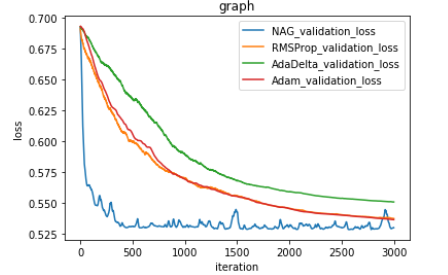 graph
0.700
0.675
0.650
0.625
0.600
0.575
0.550
0.525
loss
NAG_validation_loss
RMSProp_validation_loss
AdaDelta_validation_loss
Adam_validation_loss
0 500 1000 1500 2000 2500 3000
iteration